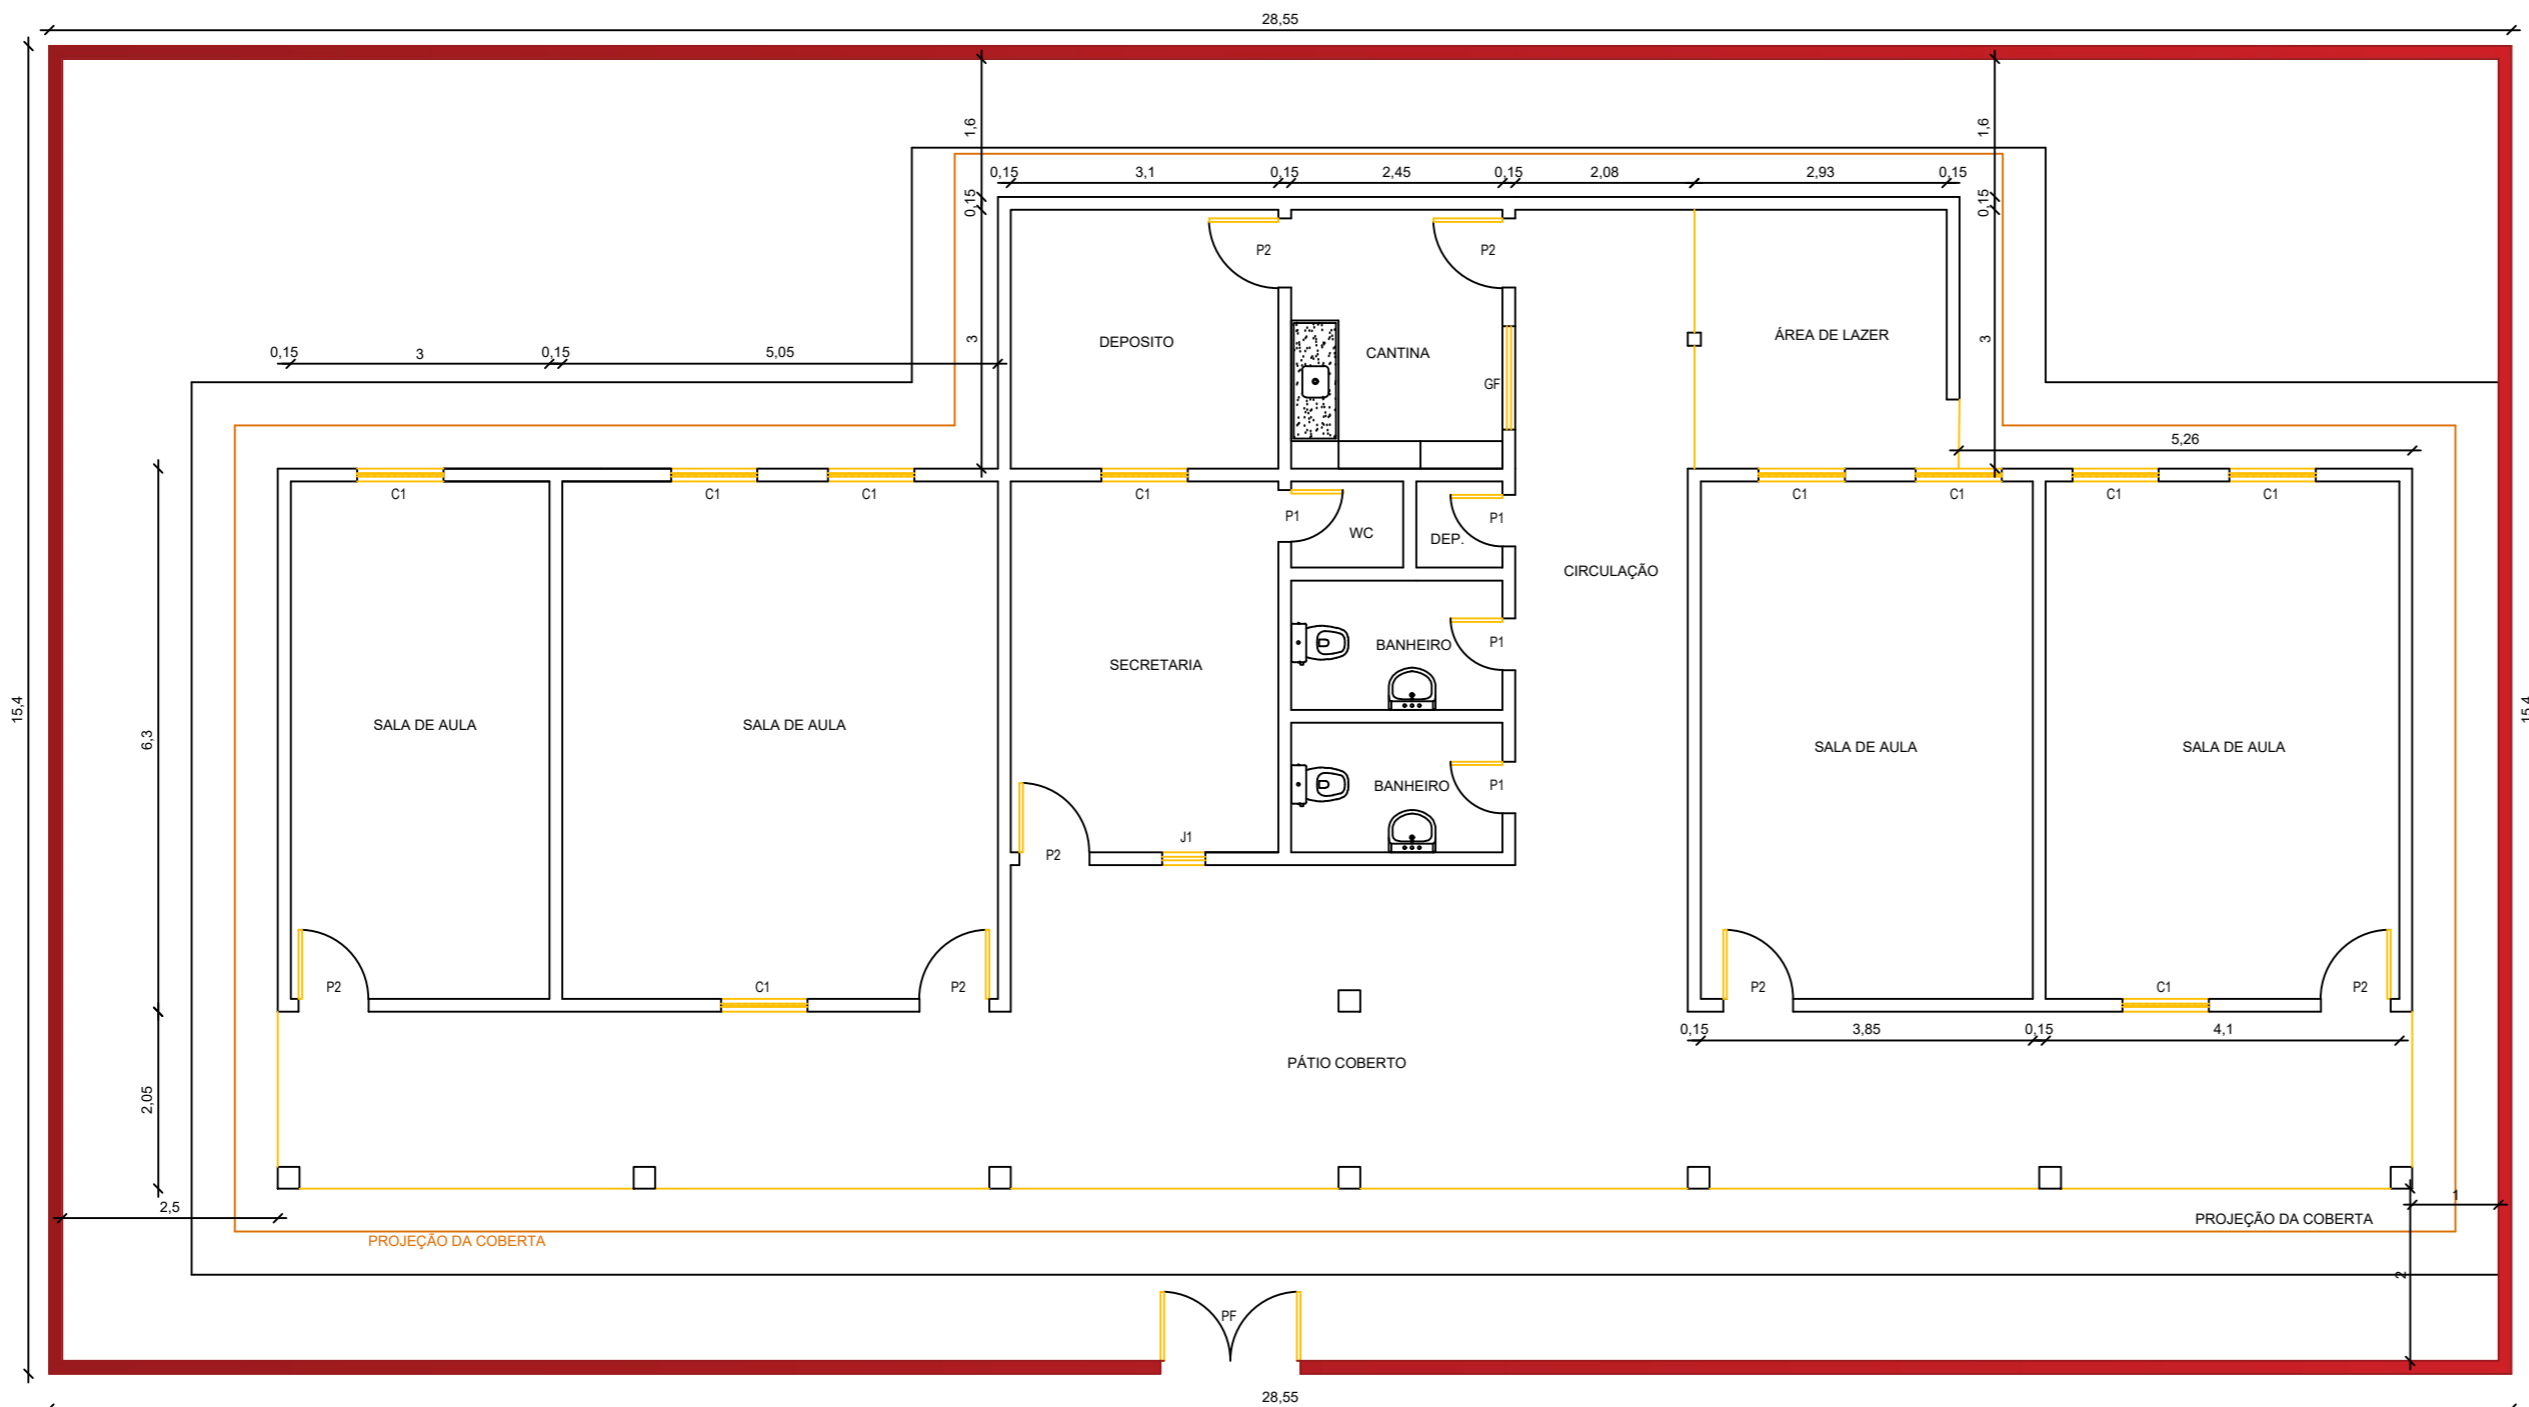 28,55
1,6
1,6
0,15
3,1
0,15
2,45
0,15
2,08
2,93
0,15
0,15
0,15
P2
P2
DEPOSITO
CANTINA
ÁREA DE LAZER
3
3
GF
0,15
3
0,15
5,05
5,26
C1
C1
C1
C1
C1
C1
C1
C1
P1
WC
P1
DEP.
CIRCULAÇÃO
BANHEIRO
P1
SECRETARIA
15,4
6,3
SALA DE AULA
SALA DE AULA
SALA DE AULA
SALA DE AULA
15,4
BANHEIRO
P1
J1
P2
P2
C1
P2
P2
C1
P2
0,15
3,85
0,15
4,1
PÁTIO COBERTO
2,05
2,5
1
PROJEÇÃO DA COBERTA
PROJEÇÃO DA COBERTA
2
PF
28,55